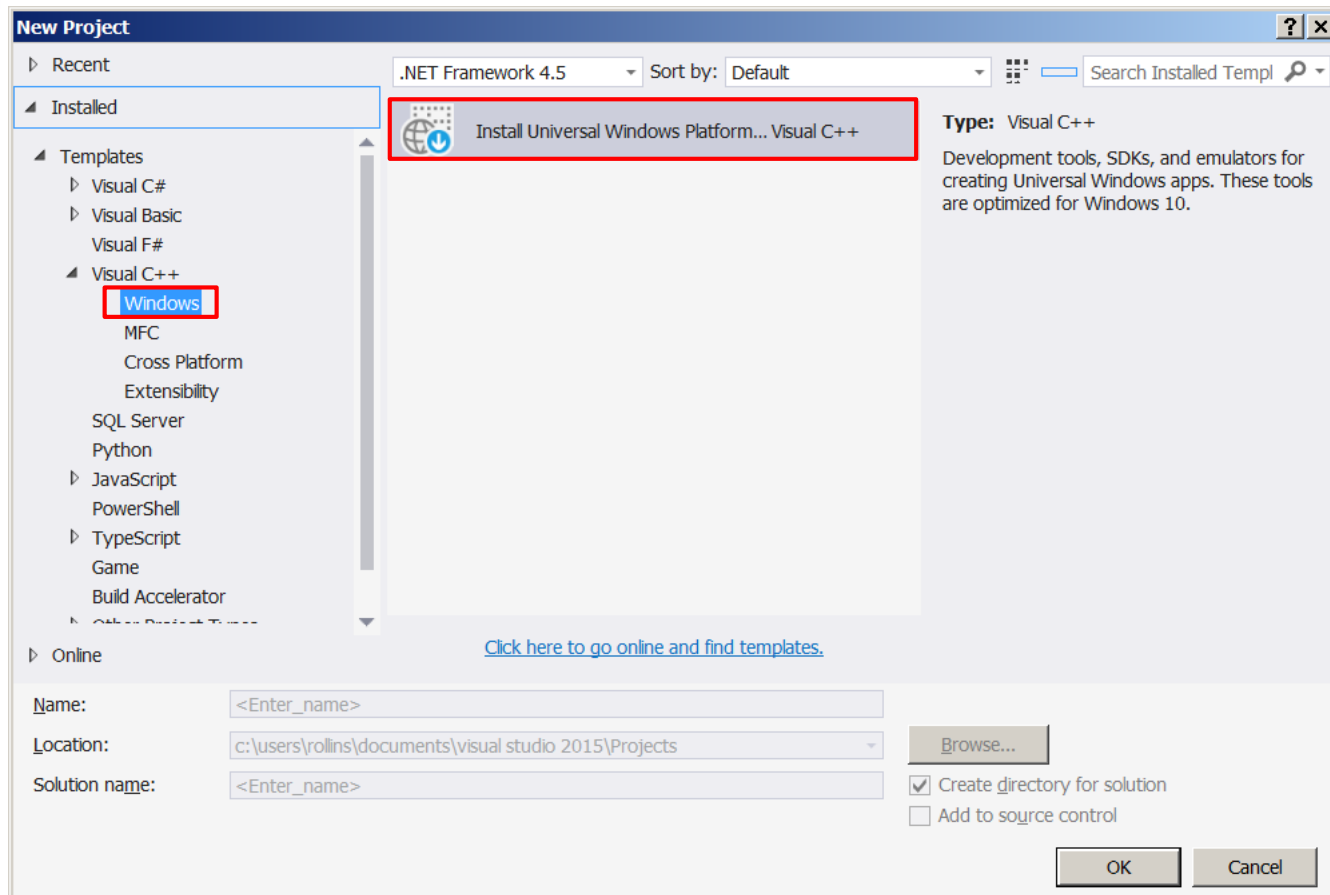 New Project
Recent
Installed
Templates
Visual C#
Visual Basic
Visual F#
Visual C++
Windows
MFC
Cross Platform
Extensibility
SQL Server
Python
JavaScript
PowerShell
TypeScript
Game
Build Accelerator
Other Project Types
Online
.NET Framework 4.5 Sort by: Default
Search Installed Templ
Install Universal Windows Platform... Visual C++
Click here to go online and find templates.
Type: Visual C++
Development tools, SDKs, and emulators for
creating Universal Windows apps. These tools
are optimized for Windows 10.
Name: <Enter_name>
Location: c:\users\rollins\documents\visual studio 2015\Projects
Browse...
Solution name: <Enter_name>
Create directory for solution
Add to source control
OK Cancel